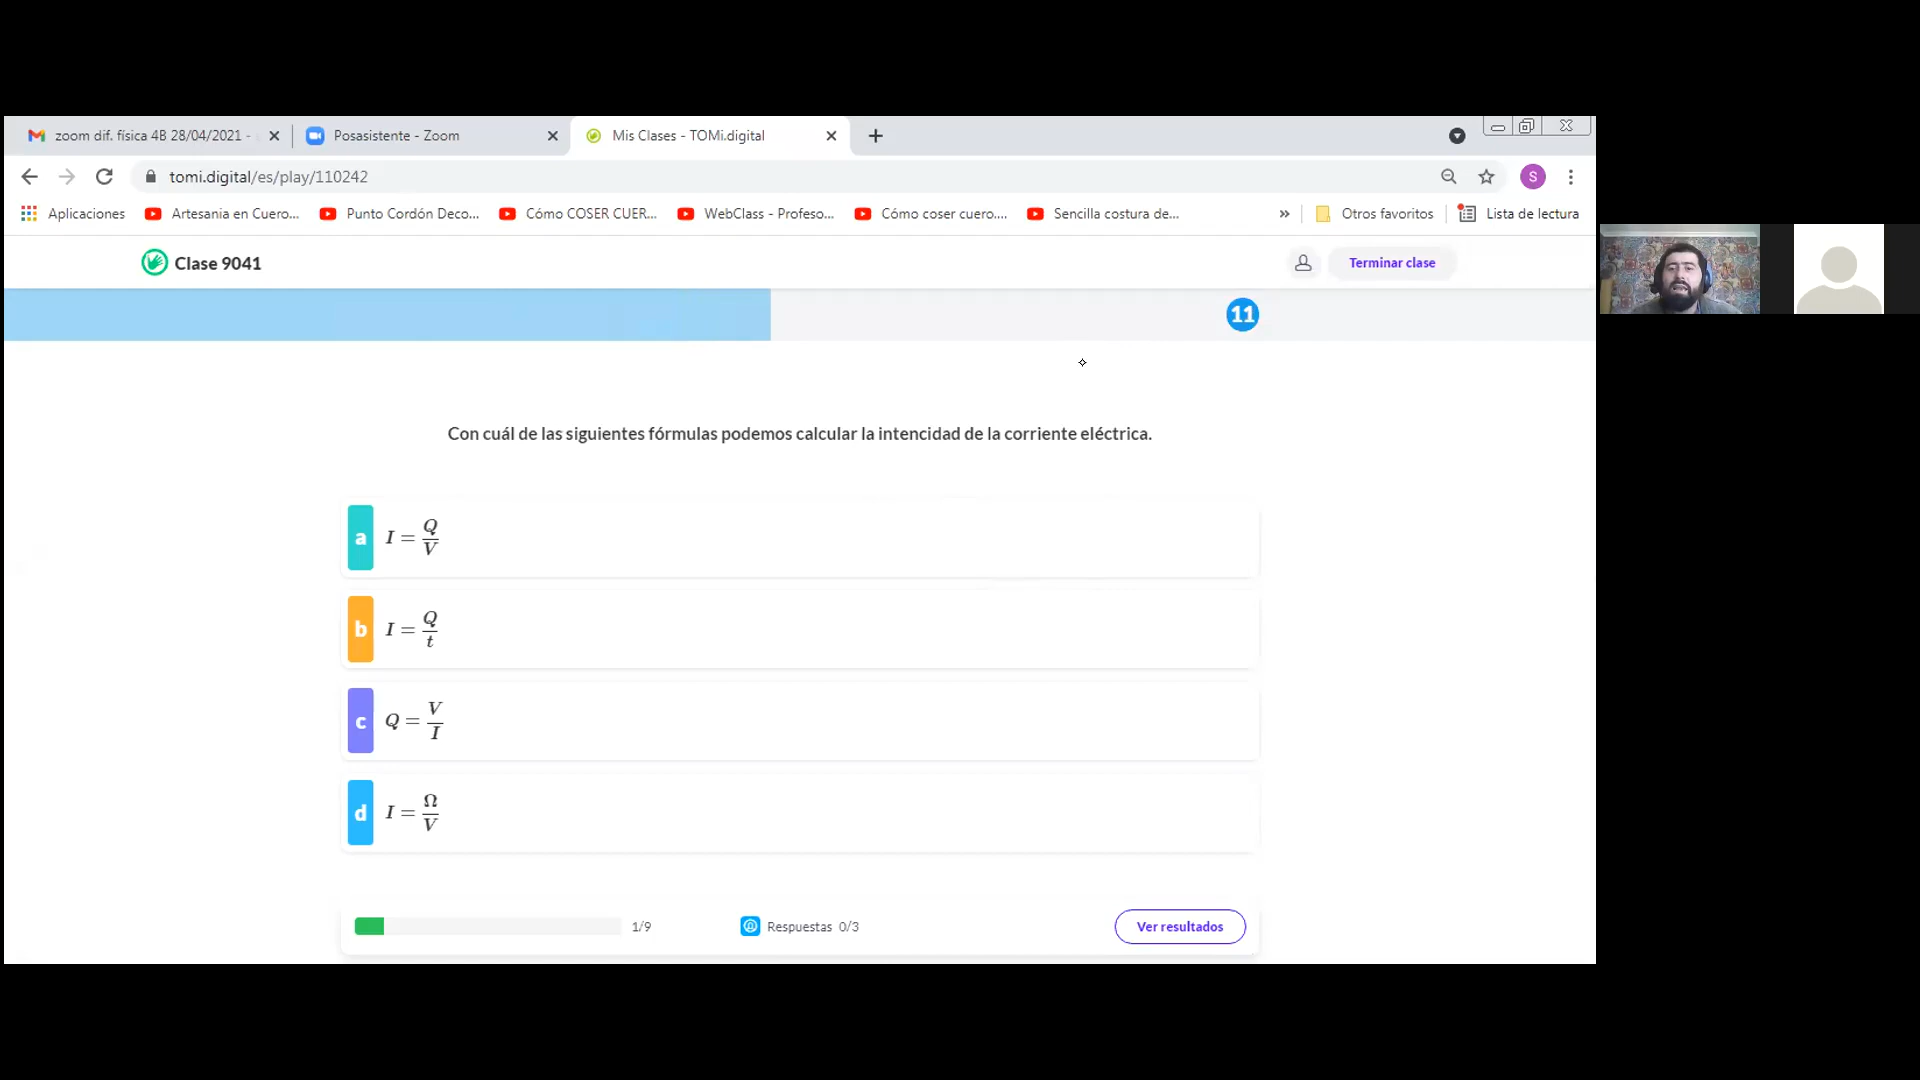 zoom dif. física 4B 28/04/2021 -
Posasistente - Zoom
Mis Clases - TOMi.digital
tomi.digital/es/play/110242
S
Aplicaciones
Artesania en Cuero...
Punto Cordón Deco...
Cómo COSER CUER...
WebClass - Profeso...
Cómo coser cuero....
Sencilla costura de...
»
Otros favoritos
Lista de lectura
Clase 9041
Terminar clase
11
Con cuál de las siguientes fórmulas podemos calcular la intencidad de la corriente eléctrica.
a I = Q/V
b I = Q/t
c Q = V/I
d I = Ω/V
1/9
Respuestas 0/3
Ver resultados